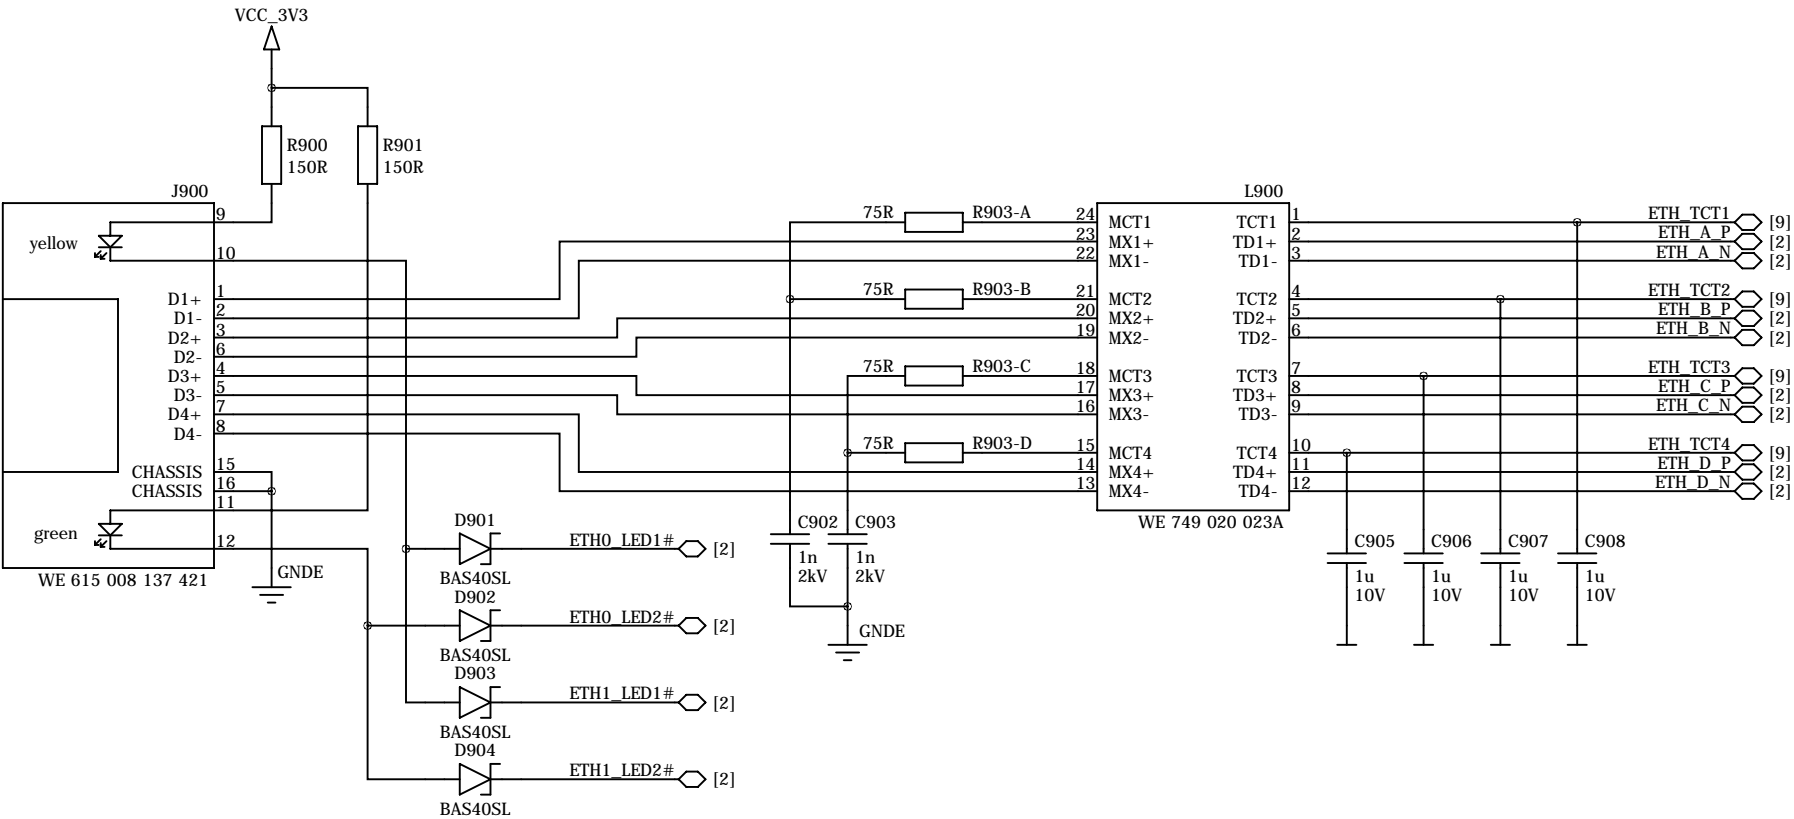 VCC_3V3
R900
150R
R901
150R
J900
yellow
9
10
D1+ 1
D1- 2
D2+ 3
D2- 6
D3+ 4
D3- 5
D4+ 7
D4- 8
CHASSIS 15
CHASSIS 16
11
green
12
WE 615 008 137 421
GNDE
D901
BAS40SL
ETH0_LED1# [2]
D902
BAS40SL
ETH0_LED2# [2]
D903
BAS40SL
ETH1_LED1# [2]
D904
BAS40SL
ETH1_LED2# [2]
75R R903-A
75R R903-B
75R R903-C
75R R903-D
C902
1n
2kV
C903
1n
2kV
GNDE
L900
24 MCT1 TCT1 1
23 MX1+ TD1+ 2
22 MX1- TD1- 3
21 MCT2 TCT2 4
20 MX2+ TD2+ 5
19 MX2- TD2- 6
18 MCT3 TCT3 7
17 MX3+ TD3+ 8
16 MX3- TD3- 9
15 MCT4 TCT4 10
14 MX4+ TD4+ 11
13 MX4- TD4- 12
WE 749 020 023A
ETH_TCT1 [9]
ETH_A_P [2]
ETH_A_N [2]
ETH_TCT2 [9]
ETH_B_P [2]
ETH_B_N [2]
ETH_TCT3 [9]
ETH_C_P [2]
ETH_C_N [2]
ETH_TCT4 [9]
ETH_D_P [2]
ETH_D_N [2]
C905
1u
10V
C906
1u
10V
C907
1u
10V
C908
1u
10V